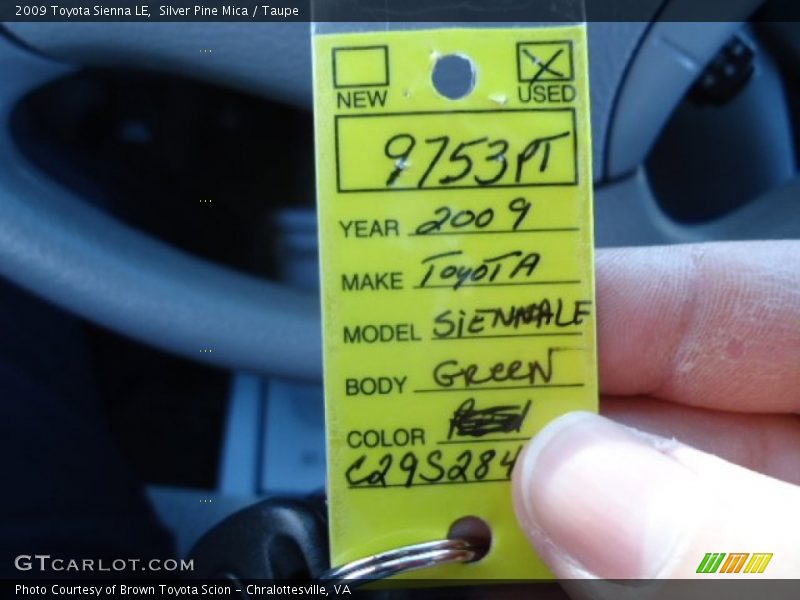 2009 Toyota Sienna LE,  Silver Pine Mica / Taupe
NEW
USED
9753PT
YEAR 2009
MAKE TOYOTA
MODEL SIENNALE
BODY GREEN
COLOR
C29S284
GTCARLOT.COM
Photo Courtesy of Brown Toyota Scion - Chralottesville, VA